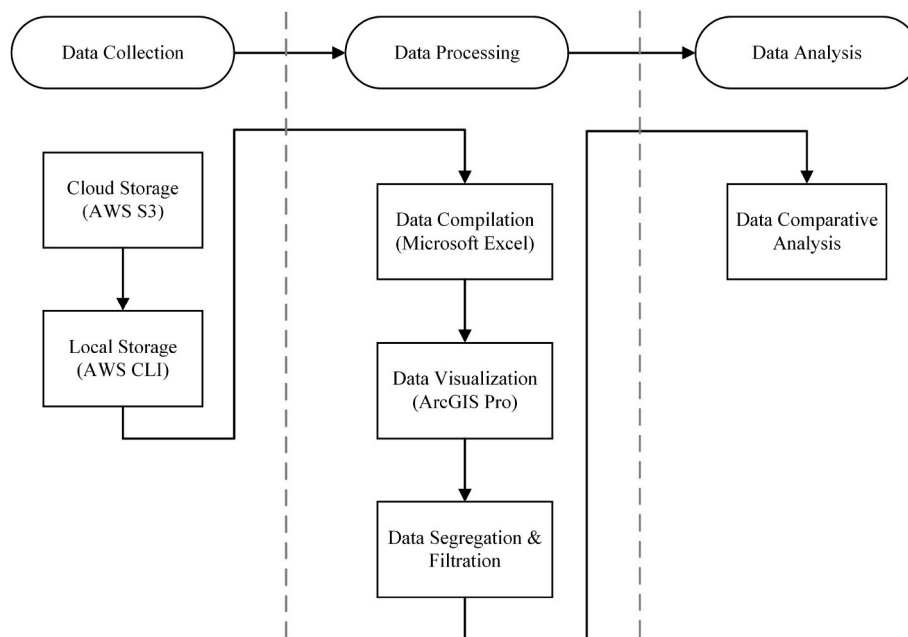 Data Collection
Data Processing
Data Analysis
Cloud Storage
(AWS S3)
Local Storage
(AWS CLI)
Data Compilation
(Microsoft Excel)
Data Visualization
(ArcGIS Pro)
Data Segregation &
Filtration
Data Comparative
Analysis